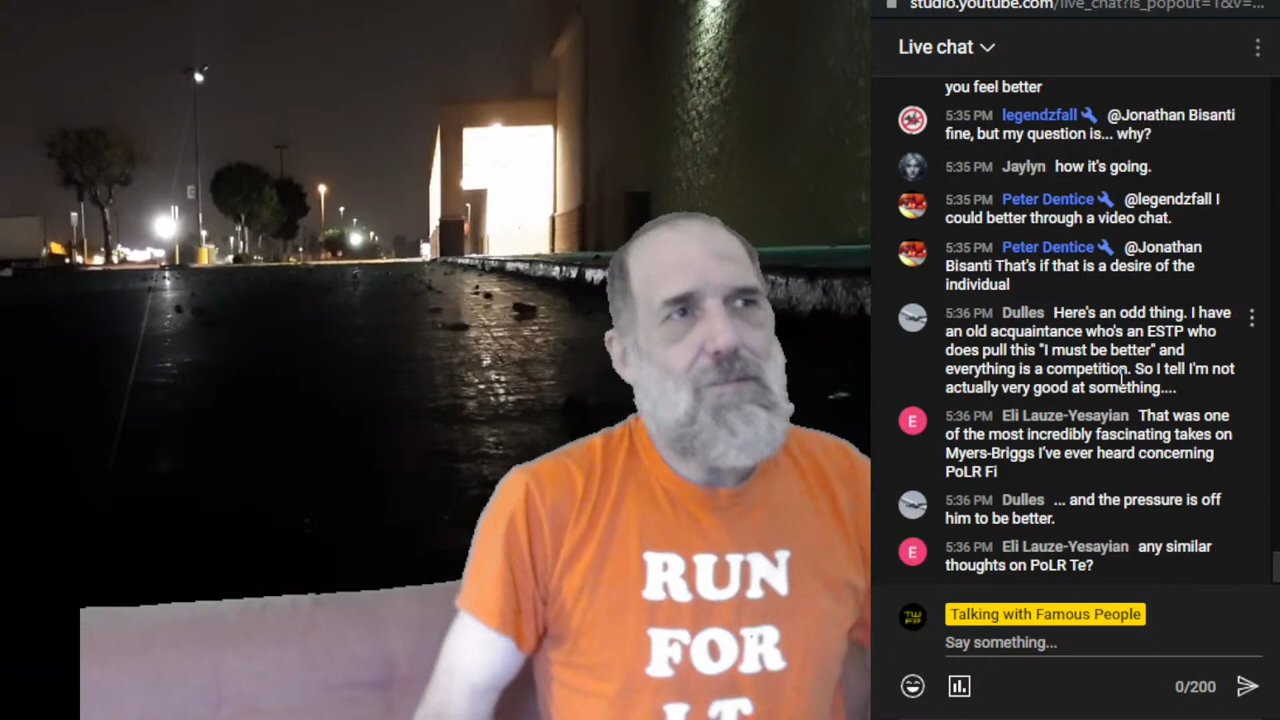 studio.youtube.com/live_chat?is_popout=1&v=...
Live chat
you feel better
5:35 PM legendzfall @Jonathan Bisanti
fine, but my question is... why?
5:35 PM Jaylyn how it's going.
5:35 PM Peter Dentice @legendzfall I
could better through a video chat.
5:35 PM Peter Dentice @Jonathan
Bisanti That's if that is a desire of the
individual
5:36 PM Dulles Here's an odd thing. I have
an old acquaintance who's an ESTP who
does pull this "I must be better" and
everything is a competition. So I tell I'm not
actually very good at something....
E
5:36 PM Eli Lauze-Yesayian That was one
of the most incredibly fascinating takes on
Myers-Briggs I've ever heard concerning
PoLR Fi
5:36 PM Dulles ... and the pressure is off
him to be better.
E
5:36 PM Eli Lauze-Yesayian any similar
thoughts on PoLR Te?
TW
FP
Talking with Famous People
Say something...
0/200
RUN
FOR
IT